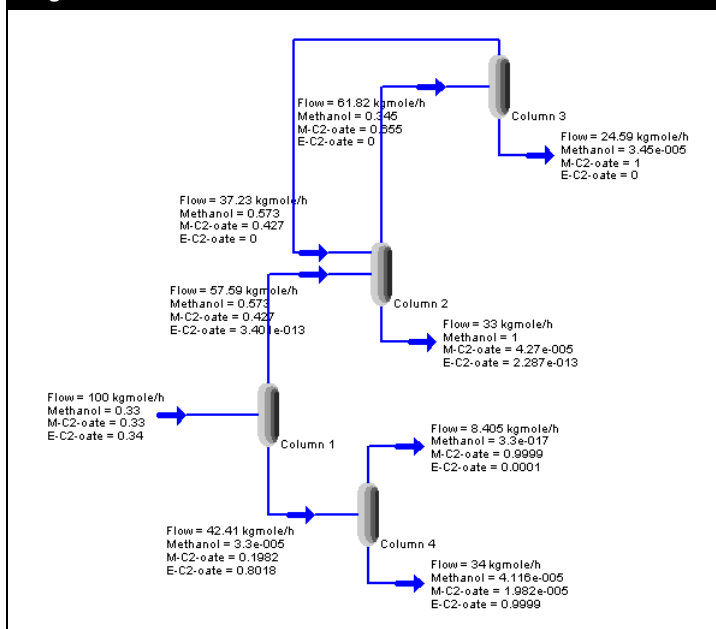 Flow = 61.82 kgmole/h
Methanol = 0.345
M-C2-oate = 0.655
E-C2-oate = 0
Column 3
Flow = 24.59 kgmole/h
Methanol = 3.45e-005
M-C2-oate = 1
E-C2-oate = 0
Flow = 37.23 kgmole/h
Methanol = 0.573
M-C2-oate = 0.427
E-C2-oate = 0
Flow = 57.59 kgmole/h
Methanol = 0.573
M-C2-oate = 0.427
E-C2-oate = 3.401e-013
Column 2
Flow = 33 kgmole/h
Methanol = 1
M-C2-oate = 4.27e-005
E-C2-oate = 2.287e-013
Flow = 100 kgmole/h
Methanol = 0.33
M-C2-oate = 0.33
E-C2-oate = 0.34
Column 1
Flow = 8.405 kgmole/h
Methanol = 3.3e-017
M-C2-oate = 0.9999
E-C2-oate = 0.0001
Flow = 42.41 kgmole/h
Methanol = 3.3e-005
M-C2-oate = 0.1982
E-C2-oate = 0.8018
Column 4
Flow = 34 kgmole/h
Methanol = 4.116e-005
M-C2-oate = 1.982e-005
E-C2-oate = 0.9999